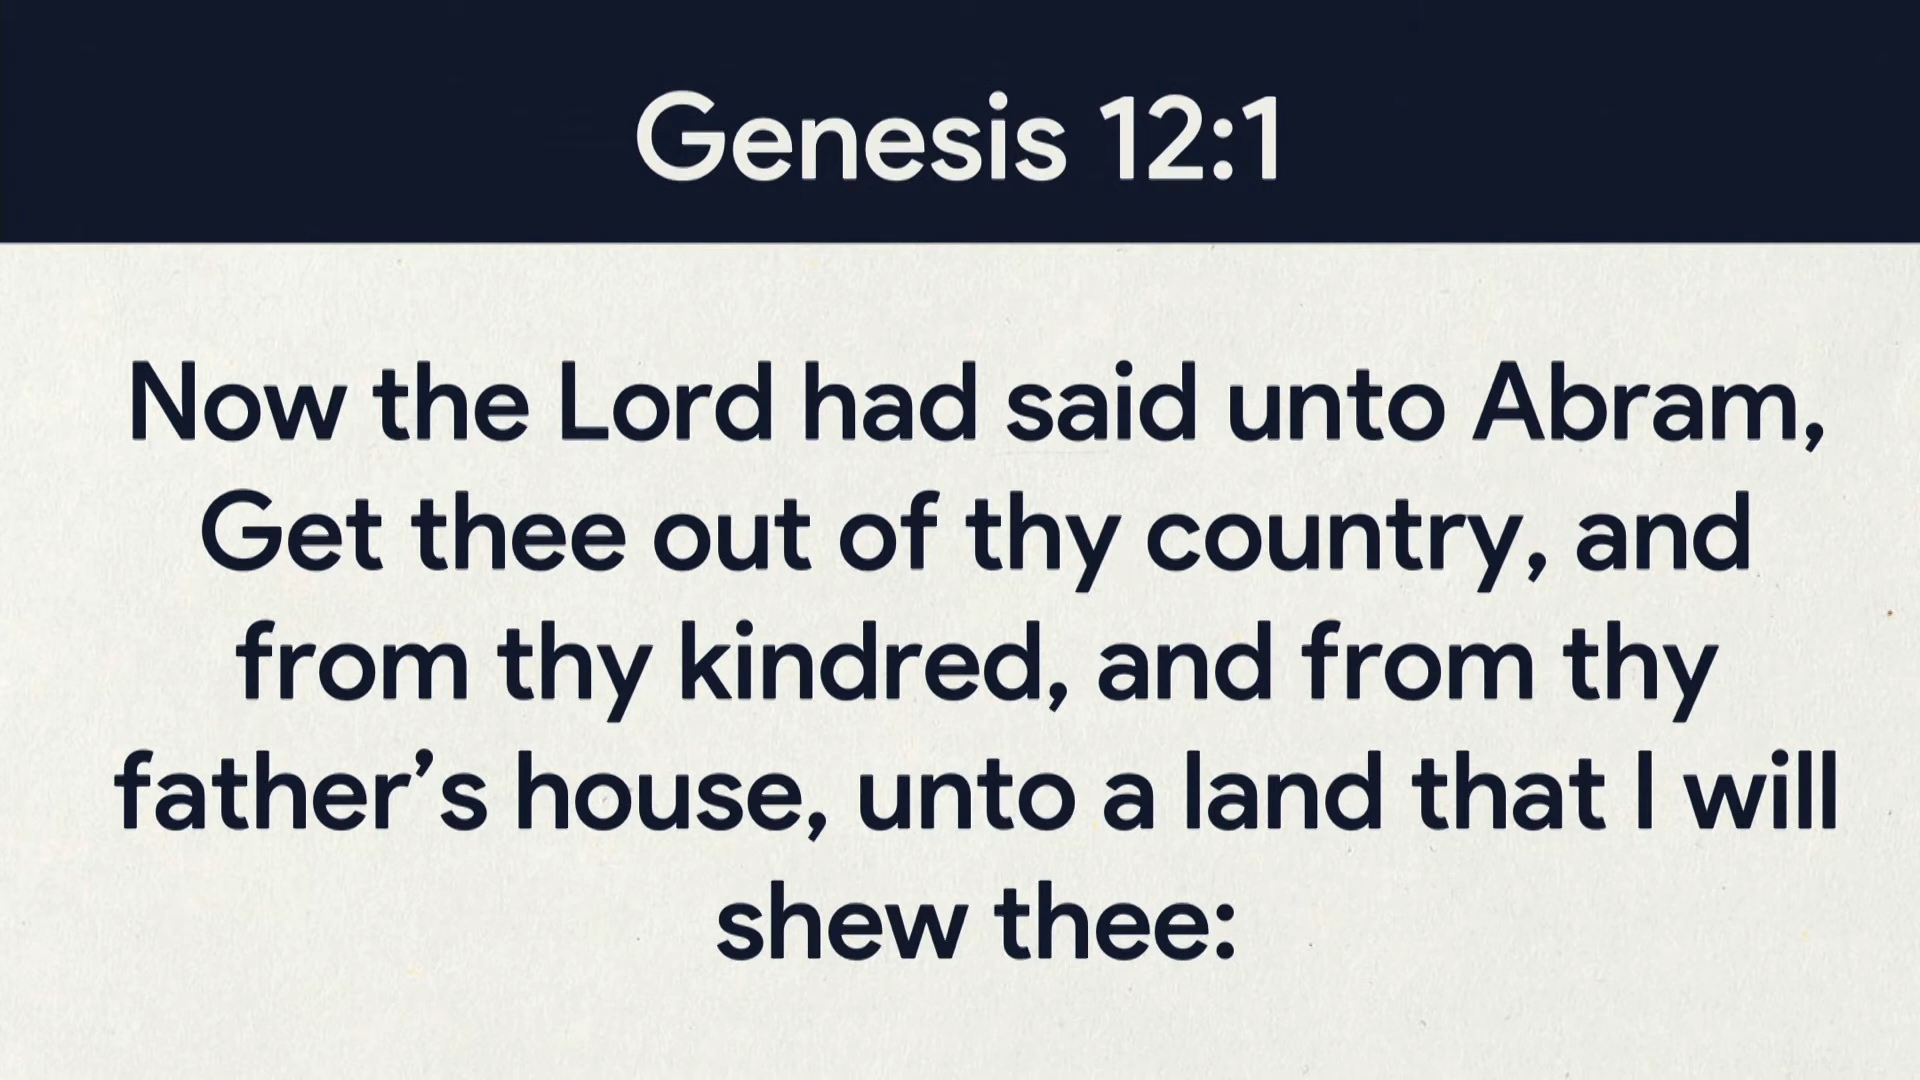 Genesis 12:1
Now the Lord had said unto Abram,
Get thee out of thy country, and
from thy kindred, and from thy
father’s house, unto a land that I will
shew thee: